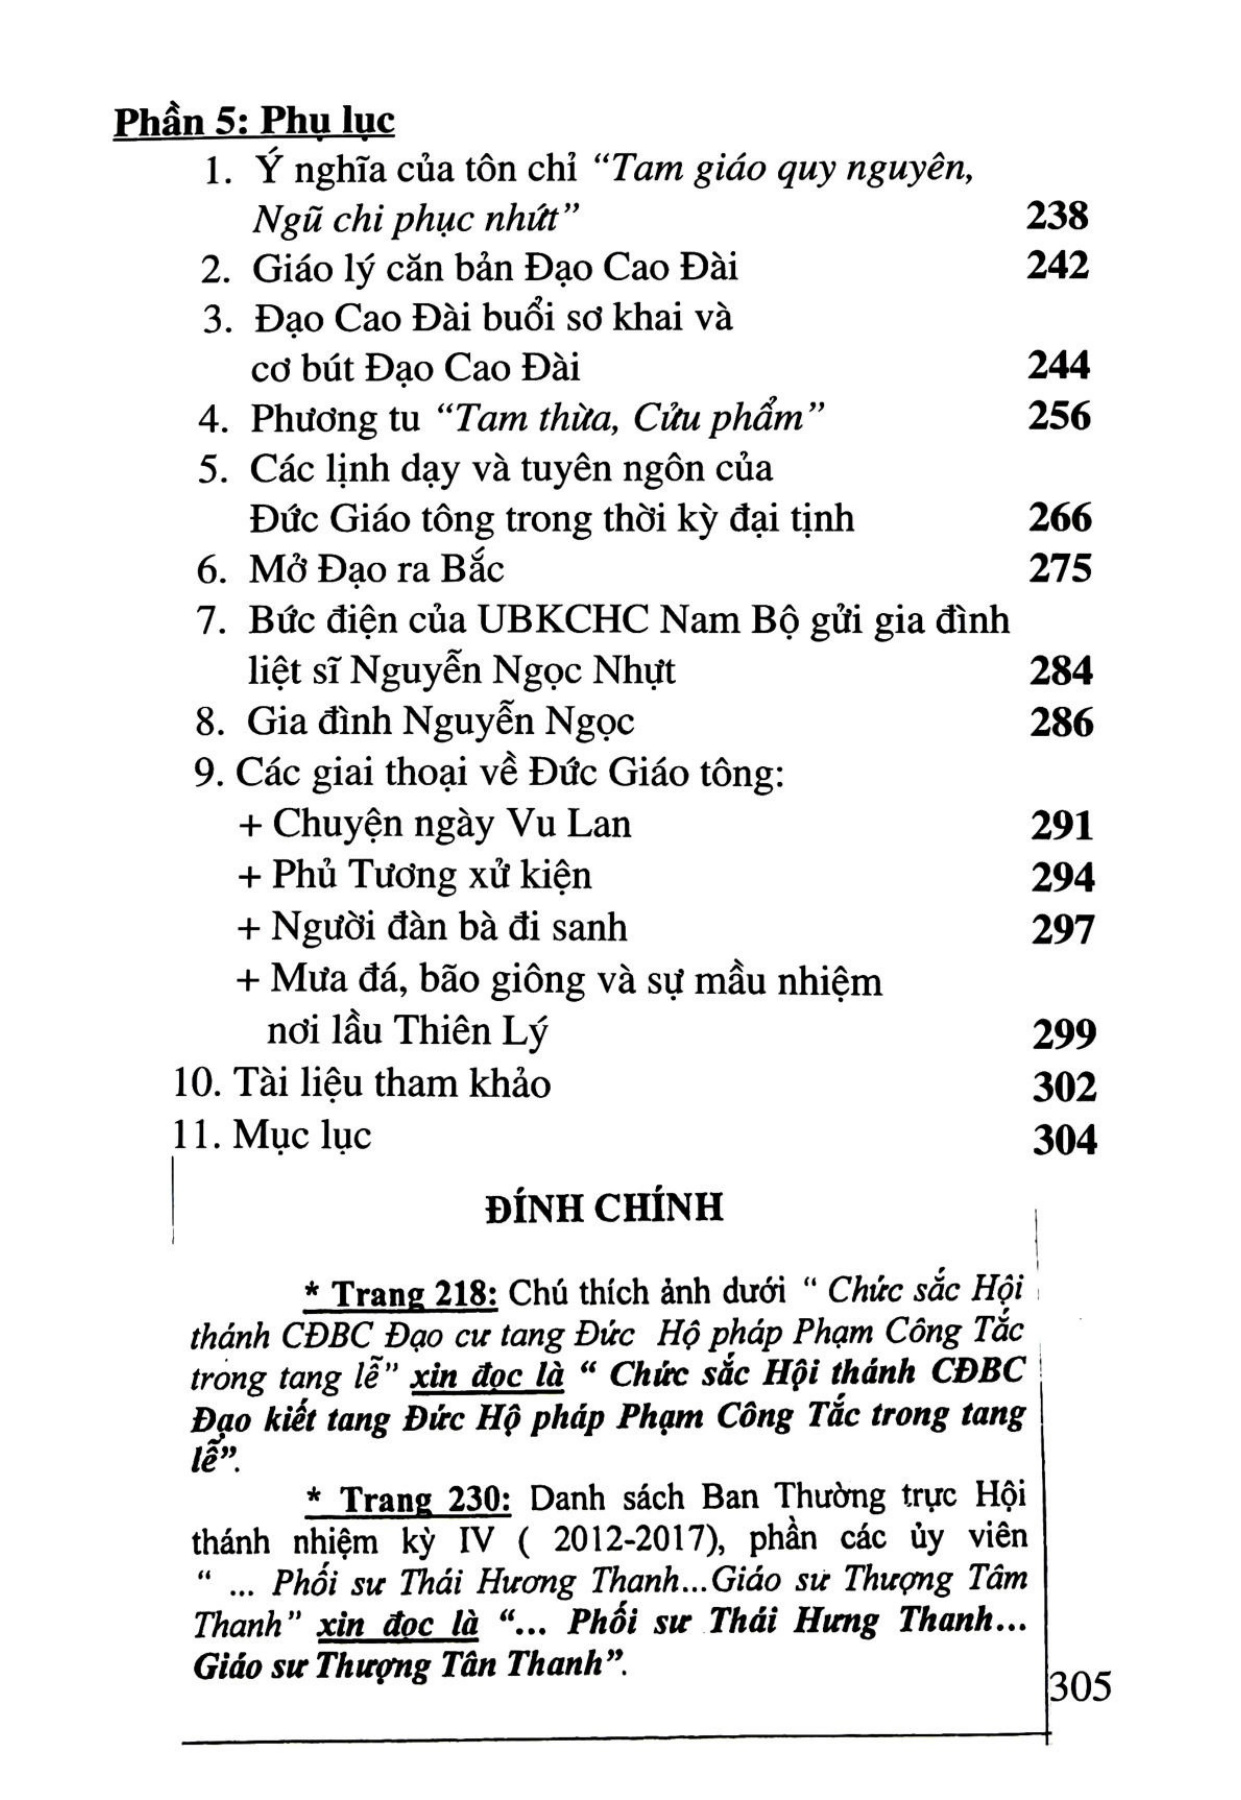 Phần 5: Phụ lục
1. Ý nghĩa của tôn chỉ “Tam giáo quy nguyên,
Ngũ chi phục nhứt” 238
2. Giáo lý căn bản Đạo Cao Đài 242
3. Đạo Cao Đài buổi sơ khai và
cơ bút Đạo Cao Đài 244
4. Phương tu “Tam thừa, Cửu phẩm” 256
5. Các lịnh dạy và tuyên ngôn của
Đức Giáo tông trong thời kỳ đại tịnh 266
6. Mở Đạo ra Bắc 275
7. Bức điện của UBKCHC Nam Bộ gửi gia đình
liệt sĩ Nguyễn Ngọc Nhựt 284
8. Gia đình Nguyễn Ngọc 286
9. Các giai thoại về Đức Giáo tông:
+ Chuyện ngày Vu Lan 291
+ Phủ Tương xử kiện 294
+ Người đàn bà đi sanh 297
+ Mưa đá, bão giông và sự mầu nhiệm
nơi lầu Thiên Lý 299
10. Tài liệu tham khảo 302
11. Mục lục 304
ĐÍNH CHÍNH
* Trang 218: Chú thích ảnh dưới “ Chức sắc Hội
thánh CĐBC Đạo cư tang Đức Hộ pháp Phạm Công Tắc
trong tang lễ” xin đọc là “ Chức sắc Hội thánh CĐBC
Đạo kiết tang Đức Hộ pháp Phạm Công Tắc trong tang
lễ”.
* Trang 230: Danh sách Ban Thường trực Hội
thánh nhiệm kỳ IV ( 2012-2017), phần các ủy viên
“ ... Phối sư Thái Hương Thanh...Giáo sư Thượng Tâm
Thanh” xin đọc là “... Phối sư Thái Hưng Thanh...
Giáo sư Thượng Tân Thanh”.
305